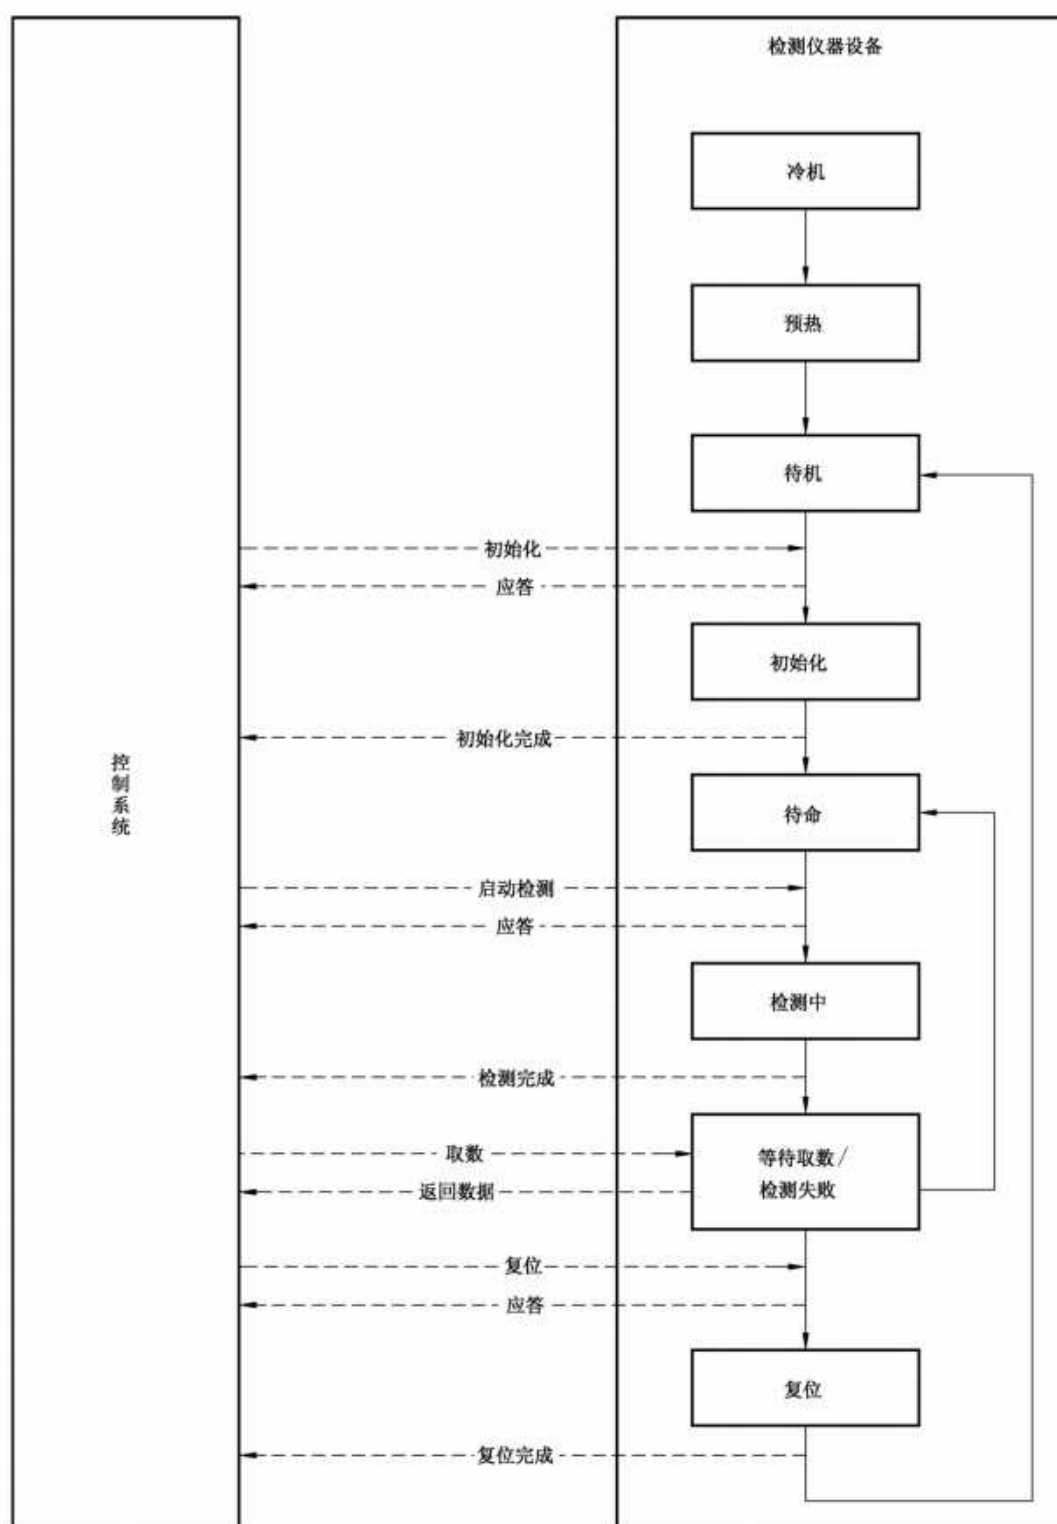 检测仪器设备
冷机
预热
待机
初始化
应答
初始化
初始化完成
控制系统
待命
启动检测
应答
检测中
检测完成
取数
等待取数/
检测失败
返回数据
复位
应答
复位
复位完成